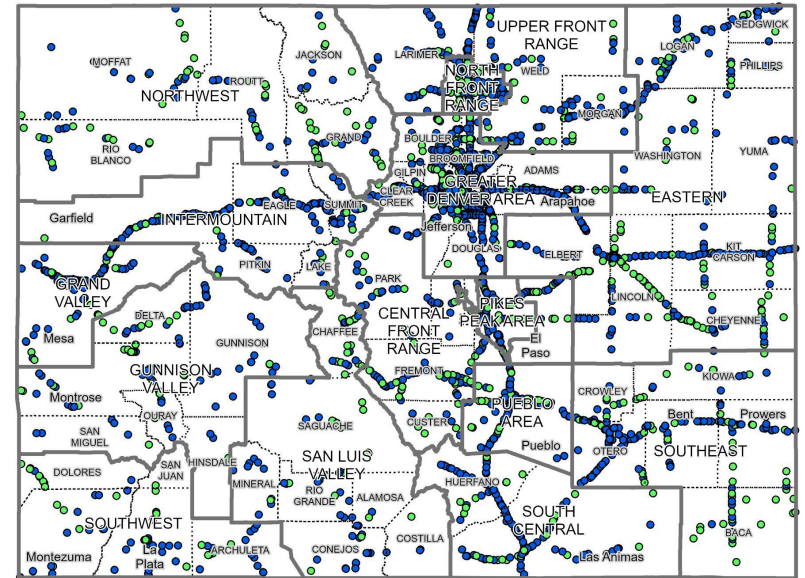 SEDGWICK
UPPER FRONT
RANGE
LOGAN
JACKSON
LARIMER
MOFFAT
PHILLIPS
WELD
NORTH
FRONT
RANGE
ROUTT
NORTHWEST
MORGAN
GRAND
BOULDER
RIO
BLANCO
BROOMFIELD
WASHINGTON
YUMA
GILPIN
ADAMS
GREATER
DENVER AREA
CLEAR
CREEK
Arapahoe
EASTERN
EAGLE
SUMMIT
Garfield
INTERMOUNTAIN
Jefferson
DOUGLAS
ELBERT
KIT
CARSON
PITKIN
LAKE
PARK
GRAND
VALLEY
LINCOLN
PIKES
PEAK AREA
CENTRAL
FRONT
RANGE
DELTA
CHEYENNE
CHAFFEE
Mesa
GUNNISON
El
Paso
GUNNISON
VALLEY
FREMONT
KIOWA
CROWLEY
Montrose
PUEBLO
AREA
OURAY
Bent
Prowers
SAGUACHE
CUSTER
SAN
MIGUEL
Pueblo
OTERO
SOUTHEAST
SAN LUIS
VALLEY
DOLORES
SAN
JUAN
HINSDALE
MINERAL
HUERFANO
RIO
GRANDE
ALAMOSA
SOUTH
CENTRAL
SOUTHWEST
COSTILLA
BACA
Montezuma
La
Plata
ARCHULETA
CONEJOS
Las Animas